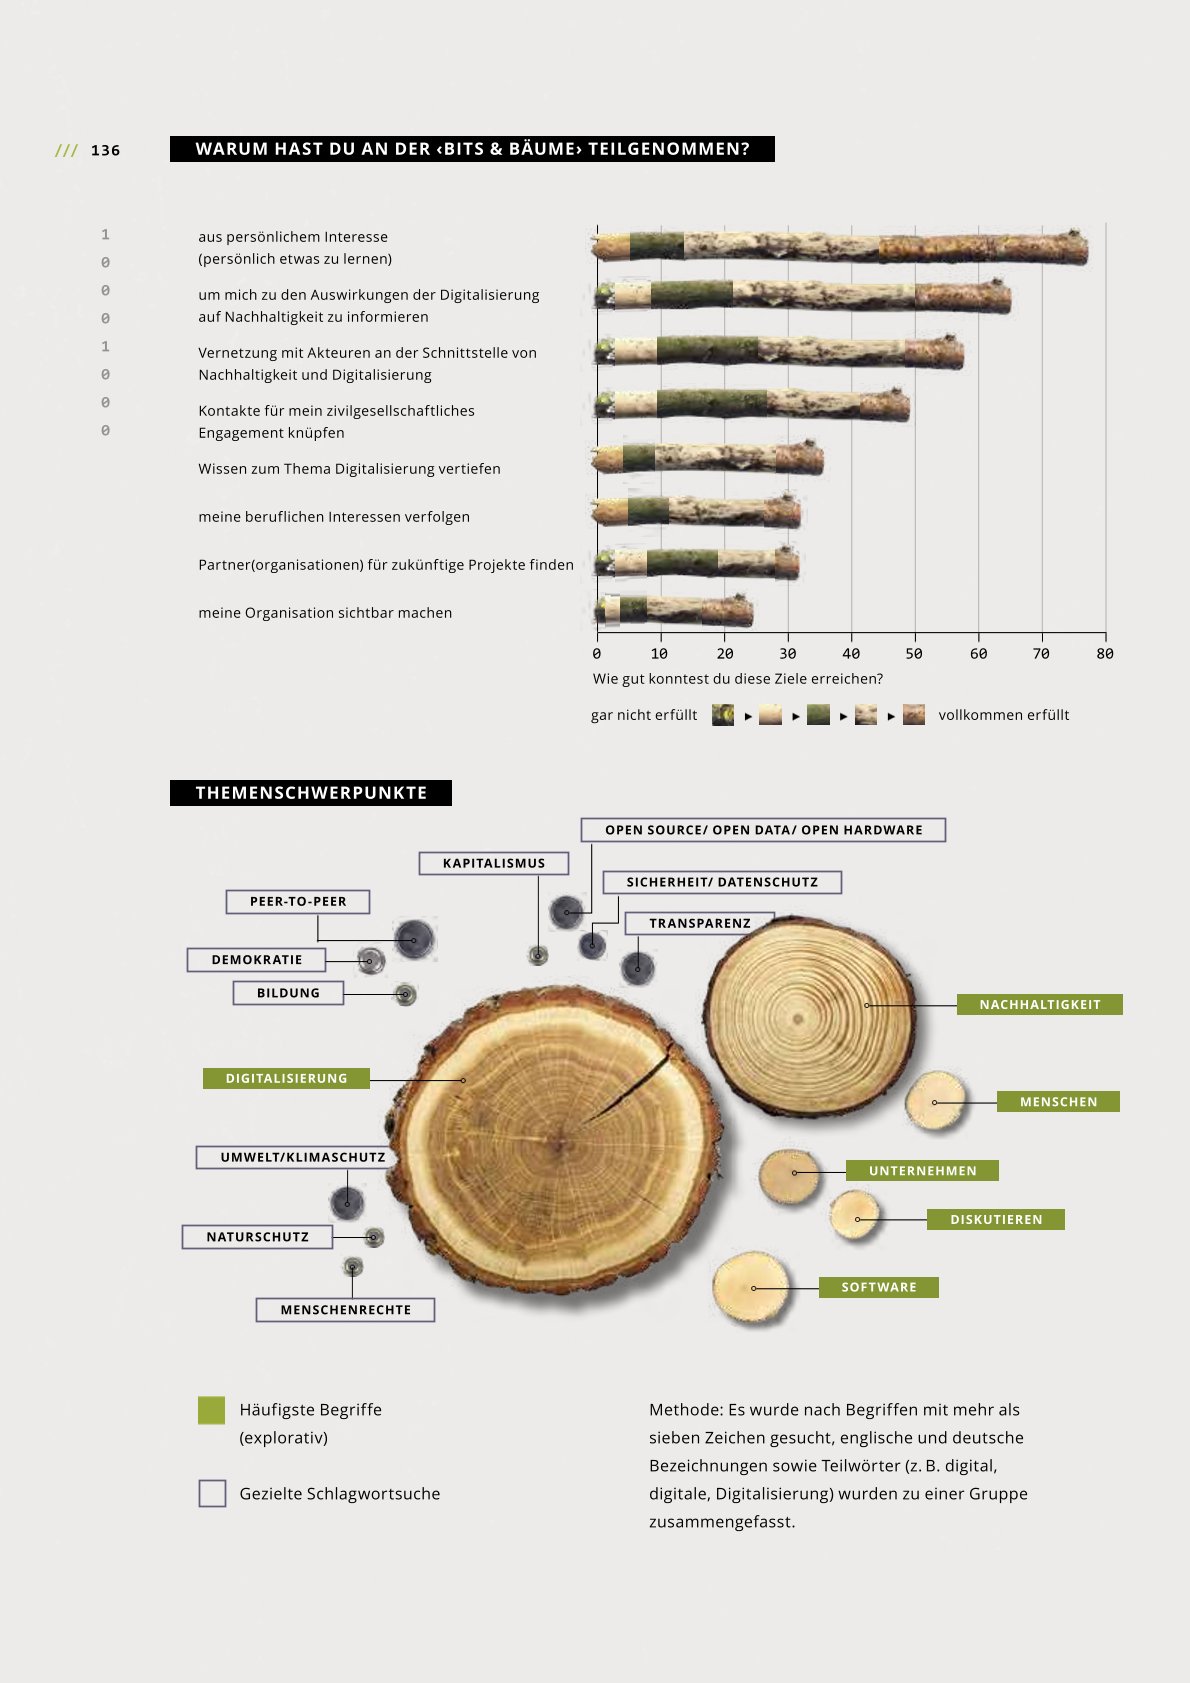 /// 136
WARUM HAST DU AN DER ‹BITS & BÄUME› TEILGENOMMEN?
1
0
0
0
1
0
0
0
aus persönlichem Interesse
(persönlich etwas zu lernen)
um mich zu den Auswirkungen der Digitalisierung
auf Nachhaltigkeit zu informieren
Vernetzung mit Akteuren an der Schnittstelle von
Nachhaltigkeit und Digitalisierung
Kontakte für mein zivilgesellschaftliches
Engagement knüpfen
Wissen zum Thema Digitalisierung vertiefen
meine beruflichen Interessen verfolgen
Partner(organisationen) für zukünftige Projekte finden
meine Organisation sichtbar machen
0 10 20 30 40 50 60 70 80
Wie gut konntest du diese Ziele erreichen?
gar nicht erfüllt ▶ ▶ ▶ ▶ vollkommen erfüllt
THEMENSCHWERPUNKTE
OPEN SOURCE/ OPEN DATA/ OPEN HARDWARE
KAPITALISMUS
SICHERHEIT/ DATENSCHUTZ
PEER-TO-PEER
TRANSPARENZ
DEMOKRATIE
BILDUNG
NACHHALTIGKEIT
DIGITALISIERUNG
MENSCHEN
UMWELT/KLIMASCHUTZ
UNTERNEHMEN
DISKUTIEREN
NATURSCHUTZ
SOFTWARE
MENSCHENRECHTE
Häufigste Begriffe
(explorativ)
Gezielte Schlagwortsuche
Methode: Es wurde nach Begriffen mit mehr als
sieben Zeichen gesucht, englische und deutsche
Bezeichnungen sowie Teilwörter (z. B. digital,
digitale, Digitalisierung) wurden zu einer Gruppe
zusammengefasst.